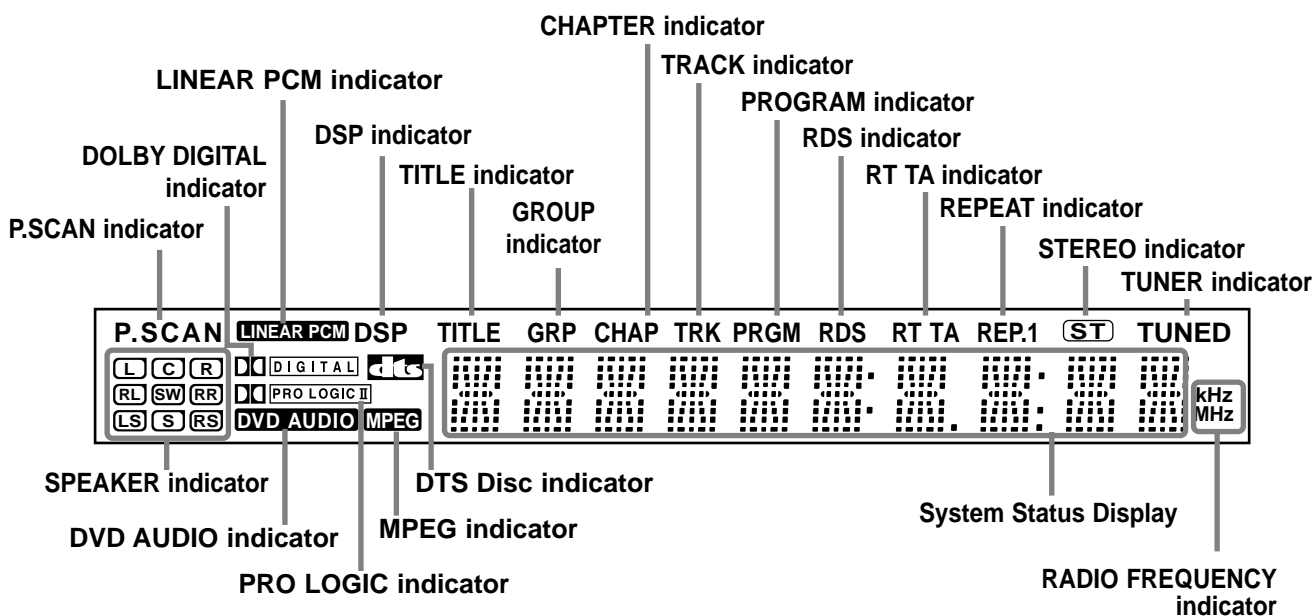 CHAPTER indicator
TRACK indicator
LINEAR PCM indicator
PROGRAM indicator
DSP indicator
RDS indicator
DOLBY DIGITAL
indicator
TITLE indicator
RT TA indicator
GROUP
indicator
REPEAT indicator
P.SCAN indicator
STEREO indicator
TUNER indicator
P.SCAN LINEAR PCM DSP TITLE GRP CHAP TRK PRGM RDS RT TA REP.1 ST TUNED
L C R DIGITAL dts
RL SW RR PRO LOGIC II
LS S RS DVD AUDIO MPEG
kHz
MHz
SPEAKER indicator
DTS Disc indicator
System Status Display
DVD AUDIO indicator
MPEG indicator
PRO LOGIC indicator
RADIO FREQUENCY
indicator